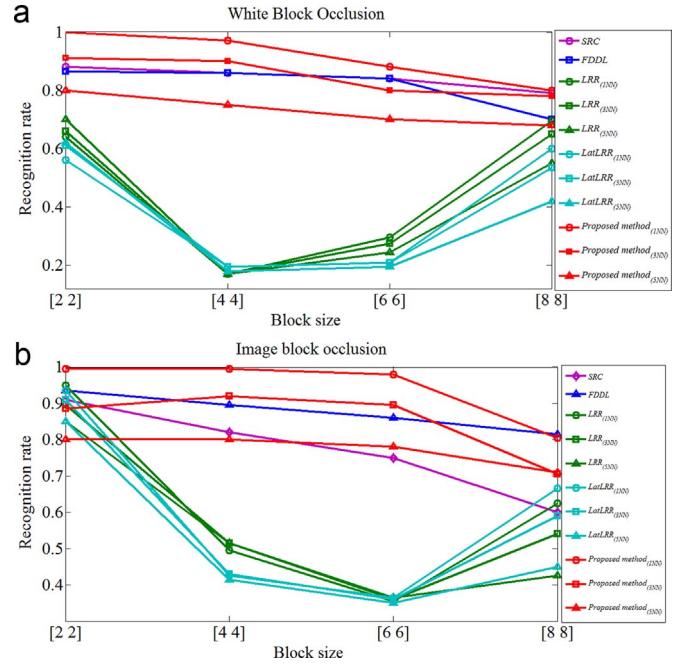 a
White Block Occlusion
Recognition rate
1
0.8
0.6
0.4
0.2
[2 2] [4 4] [6 6] [8 8]
Block size
SRC
FDDL
LRR(1NN)
LRR(3NN)
LRR(5NN)
LatLRR(1NN)
LatLRR(3NN)
LatLRR(5NN)
Proposed method(1NN)
Proposed method(3NN)
Proposed method(5NN)
b
Image block occlusion
Recognition rate
1
0.9
0.8
0.7
0.6
0.5
0.4
[2 2] [4 4] [6 6] [8 8]
Block size
SRC
FDDL
LRR(1NN)
LRR(3NN)
LRR(5NN)
LatLRR(1NN)
LatLRR(3NN)
LatLRR(5NN)
Proposed method(1NN)
Proposed method(3NN)
Proposed method(5NN)